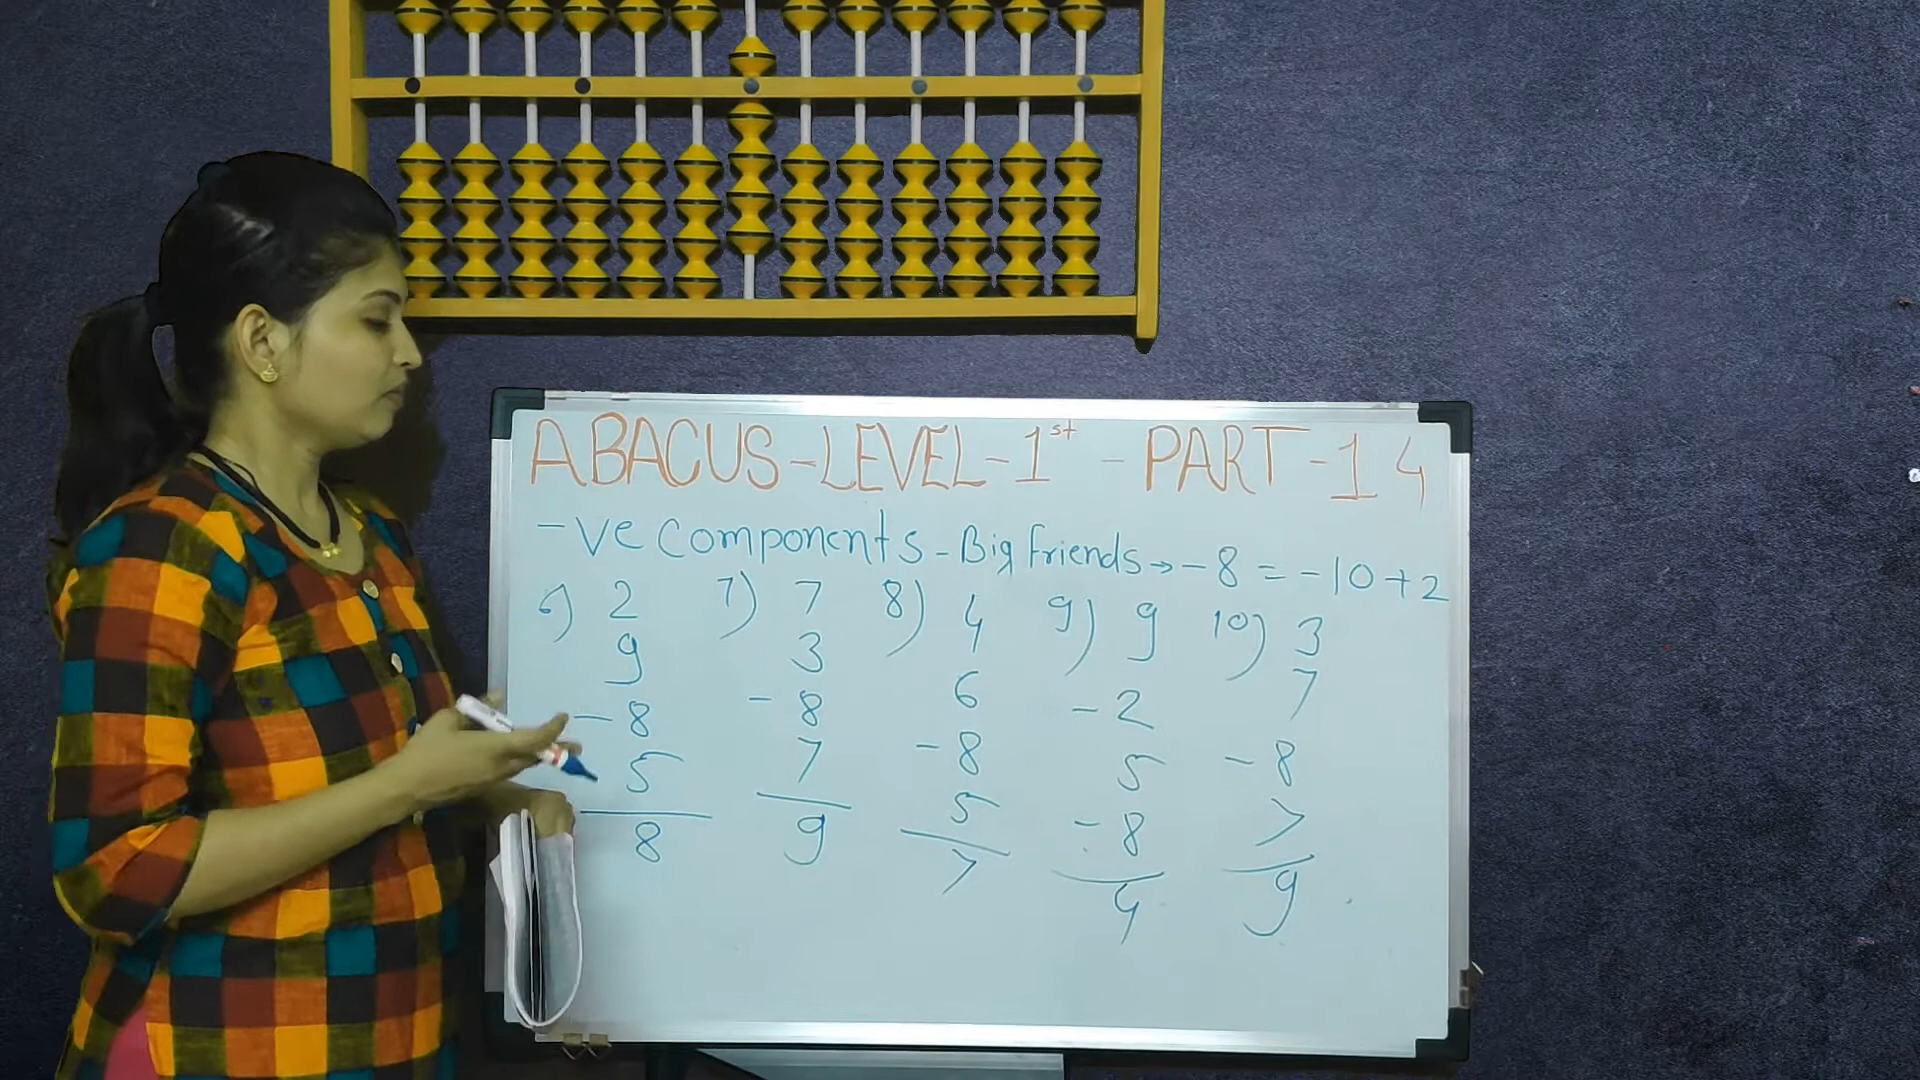 ABACUS-LEVEL-1st - PART-14
-ve Components - Big friends → -8 = -10+2
6) 2 7) 7 8) 4 9) 9 10) 3
9 3 6 -2 7
-8 -8 -8 5 -8
5 7 5 -8 7
8 9 7 4 9